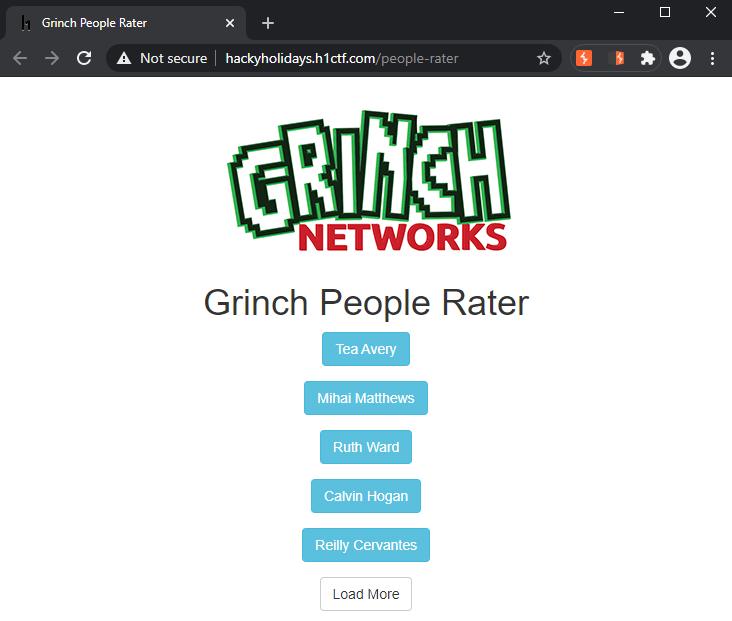 Grinch People Rater
Not secure
hackyholidays.h1ctf.com/people-rater
GRINCH
NETWORKS
Grinch People Rater
Tea Avery
Mihai Matthews
Ruth Ward
Calvin Hogan
Reilly Cervantes
Load More